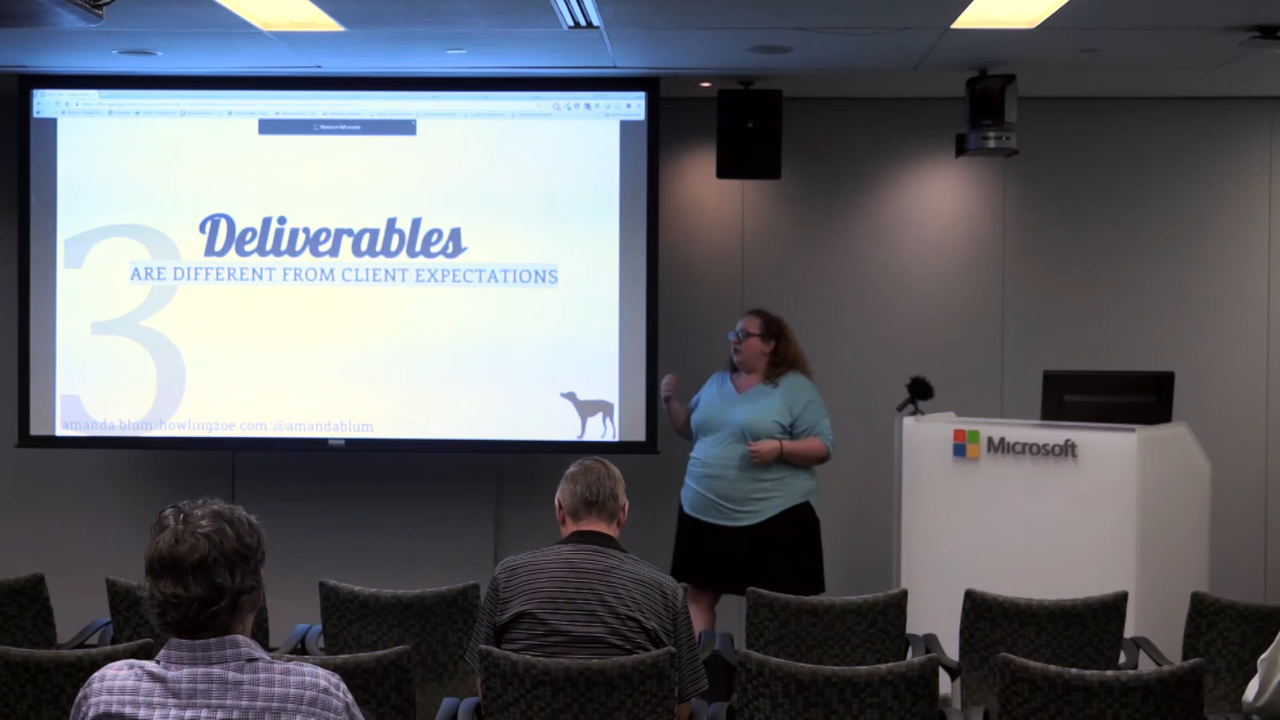 3
Deliverables
ARE DIFFERENT FROM CLIENT EXPECTATIONS
amanda blum::howlingzoe.com::@amandablum
Microsoft